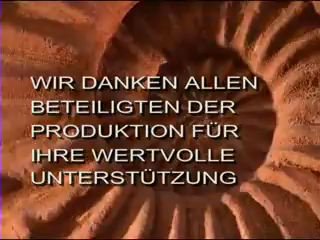 WIR DANKEN ALLEN
BETEILIGTEN DER
PRODUKTION FÜR
IHRE WERTVOLLE
UNTERSTÜTZUNG